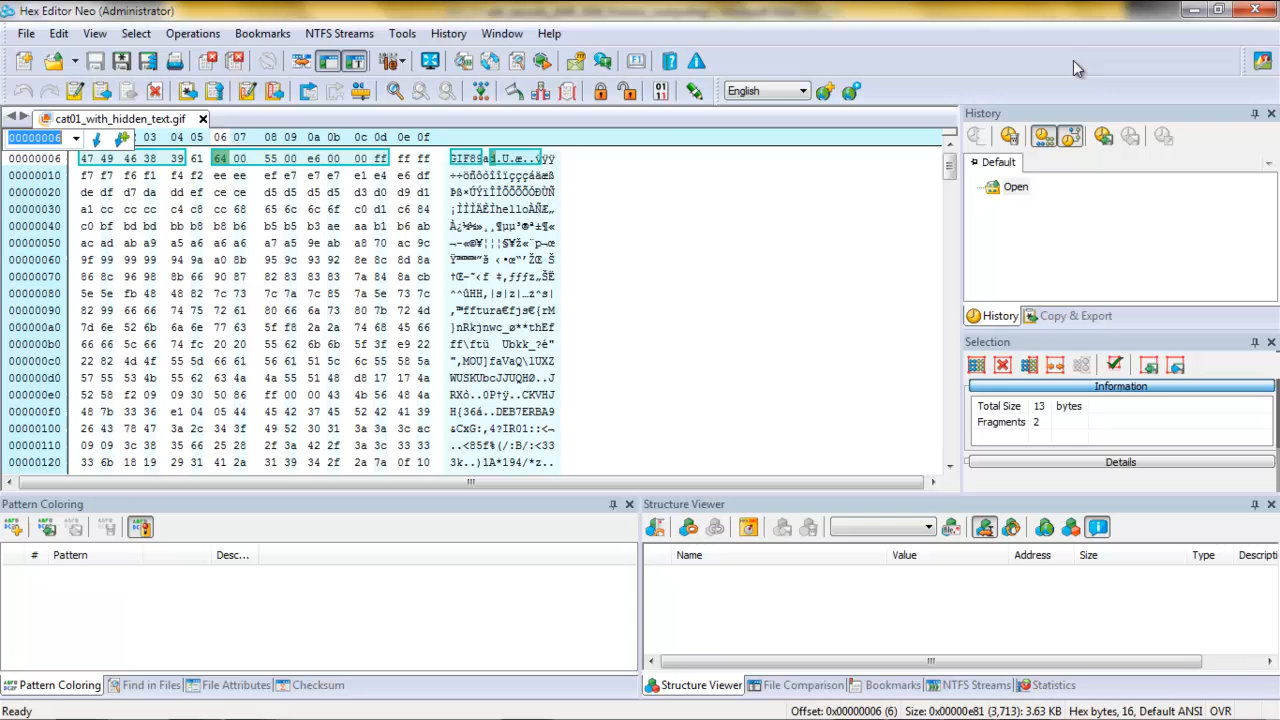 Hex Editor Neo (Administrator)
File Edit View Select Operations Bookmarks NTFS Streams Tools History Window Help
English
cat01_with_hidden_text.gif
00000006 03 04 05 06 07 08 09 0a 0b 0c 0d 0e 0f
00000006 47 49 46 38 39 61 64 00 55 00 e6 00 00 ff ff ff GIF89ad.U.æ..ÿÿÿ
00000010 f7 f7 f6 f1 f4 f2 ee ee ef e7 e7 e7 e1 e4 e6 df ÷÷öñôòîîïçççáäæß
00000020 de df d7 da dd ef ce ce d5 d5 d5 d5 d3 d0 d9 d1 Þß×ÚÝïÎÎÕÕÕÕÓÐÙÑ
00000030 a1 cc cc cc c4 c8 cc 68 65 6c 6c 6f c0 d1 c6 84 ¡ÌÌÌÄÈÌhelloÀÑÆ„
00000040 c0 bf bd bd bb b8 b8 b6 b5 b5 b3 ae aa b1 b6 ab
00000050 ac ad ab a9 a5 a6 a6 a6 a7 a5 9e ab a8 70 ac 9c
00000060 9f 99 99 99 94 9a a0 8b 95 9c 93 92 8e 8c 8d 8a
00000070 86 8c 96 98 8b 66 90 87 82 83 83 83 7a 84 8a cb
00000080 5e 5e fb 48 48 82 7c 73 7c 7a 7c 85 7a 5e 73 7c ^^ûHH‚|s|z|…z^s|
00000090 82 99 66 66 74 75 72 61 80 66 6a 73 80 7b 72 4d ‚™ftura€fjs€{rM
000000a0 7d 6e 52 6b 6a 6e 77 63 5f f8 2a 2a 74 68 45 66 }nRkjnwc_ø**thEf
000000b0 66 66 5c 66 74 fc 20 20 55 62 6b 6b 5f 3f e9 22 ff\ftü  Ubkk_?é"
000000c0 22 82 4d 4f 55 5d 66 61 56 61 51 5c 6c 55 58 5a "‚MOU]faVaQ\lUXZ
000000d0 57 55 53 4b 55 62 63 4a 4a 55 51 48 d8 17 17 4a WUSKUbcJJUQHØ..J
000000e0 52 58 f2 09 09 30 50 86 ff 00 00 43 4b 56 48 4a RXò..0P†ÿ..CKVHJ
000000f0 48 7b 33 36 e1 04 05 44 45 42 37 45 52 42 41 39 H{36á..DEB7ERBA9
00000100 26 43 78 47 3a 2c 34 3f 49 52 30 31 3a 3a 3c ac &CxG:,4?IR01::<¬
00000110 09 09 3c 38 35 66 25 28 2f 3a 42 2f 3a 3c 33 33 ..<85f%(/:B/:<33
00000120 33 6b 18 19 29 31 41 2a 31 39 34 2f 2a 7a 0f 10 3k..)1A*194/*z..
History
Default
Open
History Copy & Export
Selection
Information
Total Size 13 bytes
Fragments 2
Details
Pattern Coloring
# Pattern Desc...
Structure Viewer
Name Value Address Size Type Descripti
Pattern Coloring Find in Files File Attributes Checksum
Structure Viewer File Comparison Bookmarks NTFS Streams Statistics
Ready Offset: 0x00000006 (6) Size: 0x00000e81 (3,713): 3.63 KB Hex bytes, 16, Default ANSI OVR